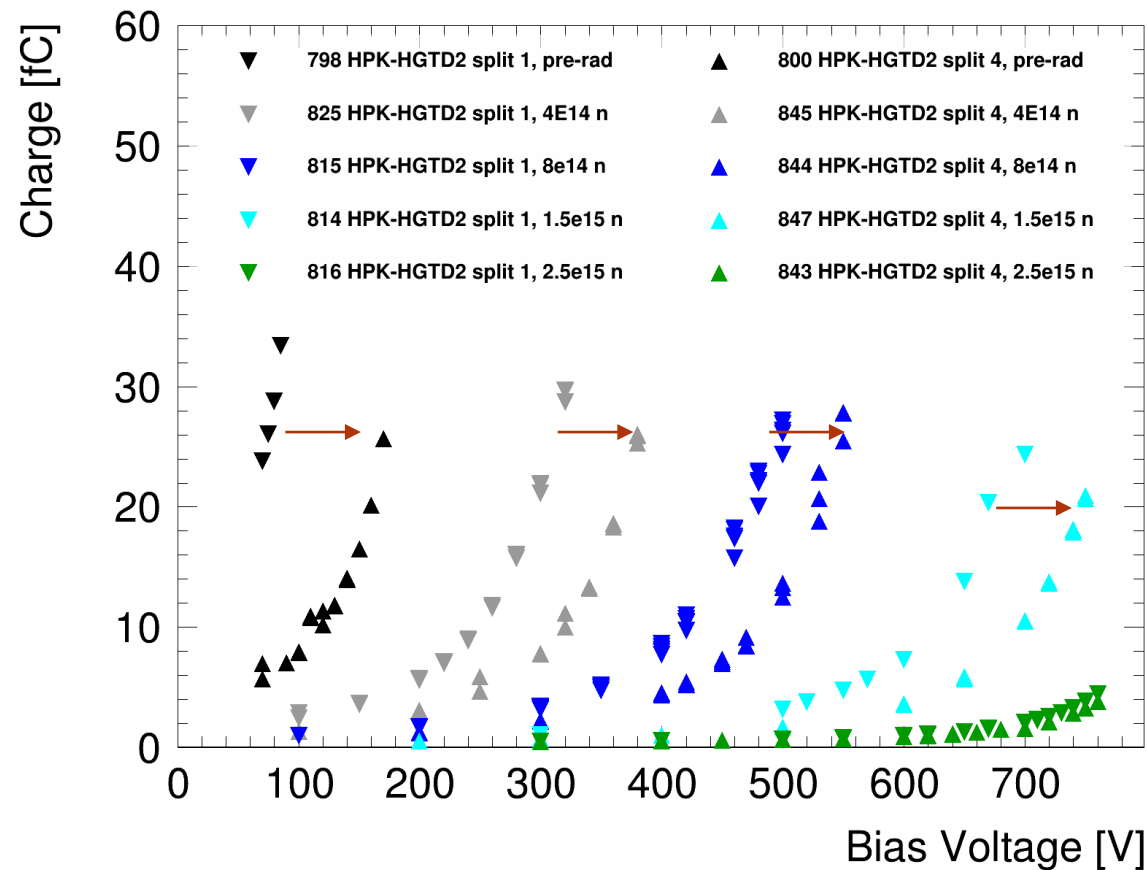 Charge [fC]
60
50
40
30
20
10
0
798 HPK-HGTD2 split 1, pre-rad
825 HPK-HGTD2 split 1, 4E14 n
815 HPK-HGTD2 split 1, 8e14 n
814 HPK-HGTD2 split 1, 1.5e15 n
816 HPK-HGTD2 split 1, 2.5e15 n
800 HPK-HGTD2 split 4, pre-rad
845 HPK-HGTD2 split 4, 4E14 n
844 HPK-HGTD2 split 4, 8e14 n
847 HPK-HGTD2 split 4, 1.5e15 n
843 HPK-HGTD2 split 4, 2.5e15 n
0 100 200 300 400 500 600 700
Bias Voltage [V]